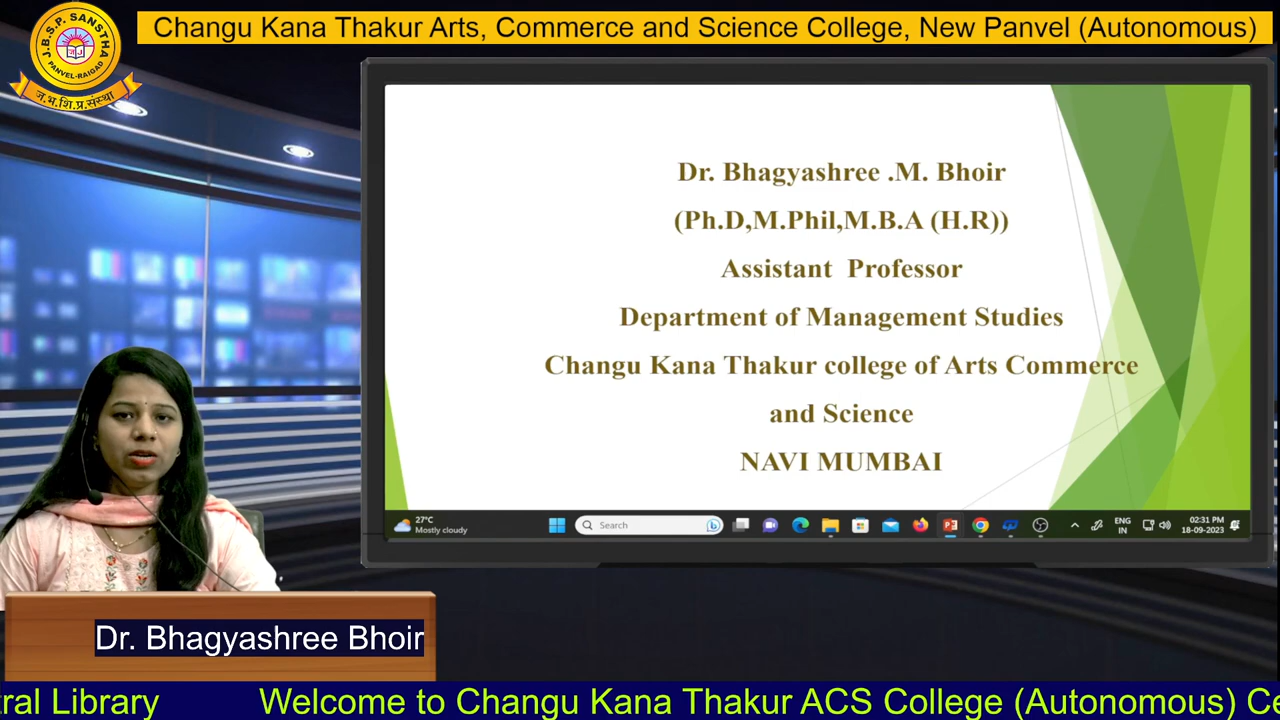 Changu Kana Thakur Arts, Commerce and Science College, New Panvel (Autonomous)
J.B.S.P. SANSTHA
PANVEL-RAIGAD
ज.भ.शि.प्र.संस्था
Dr. Bhagyashree .M. Bhoir
(Ph.D,M.Phil,M.B.A (H.R))
Assistant Professor
Department of Management Studies
Changu Kana Thakur college of Arts Commerce
and Science
NAVI MUMBAI
27°C
Mostly cloudy
Search
ENG
IN
02:31 PM
18-09-2023
Dr. Bhagyashree Bhoir
tral Library Welcome to Changu Kana Thakur ACS College (Autonomous) Ce